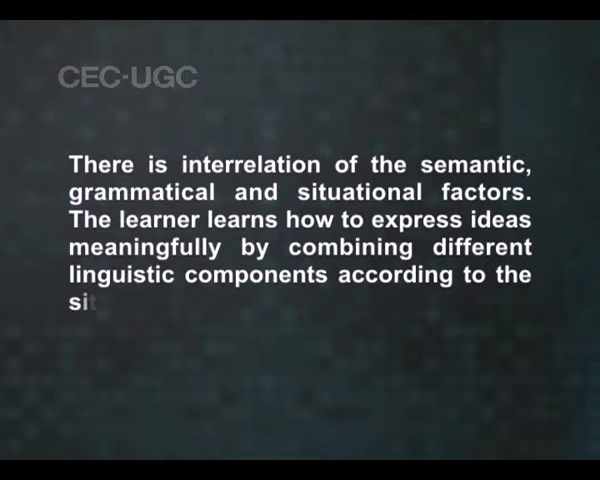 CEC-UGC
There is interrelation of the semantic,
grammatical and situational factors.
The learner learns how to express ideas
meaningfully by combining different
linguistic components according to the
sit